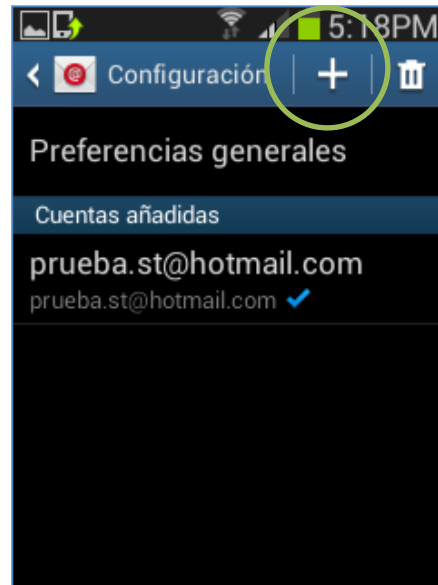 5:18PM
Configuración
Preferencias generales
Cuentas añadidas
prueba.st@hotmail.com
prueba.st@hotmail.com